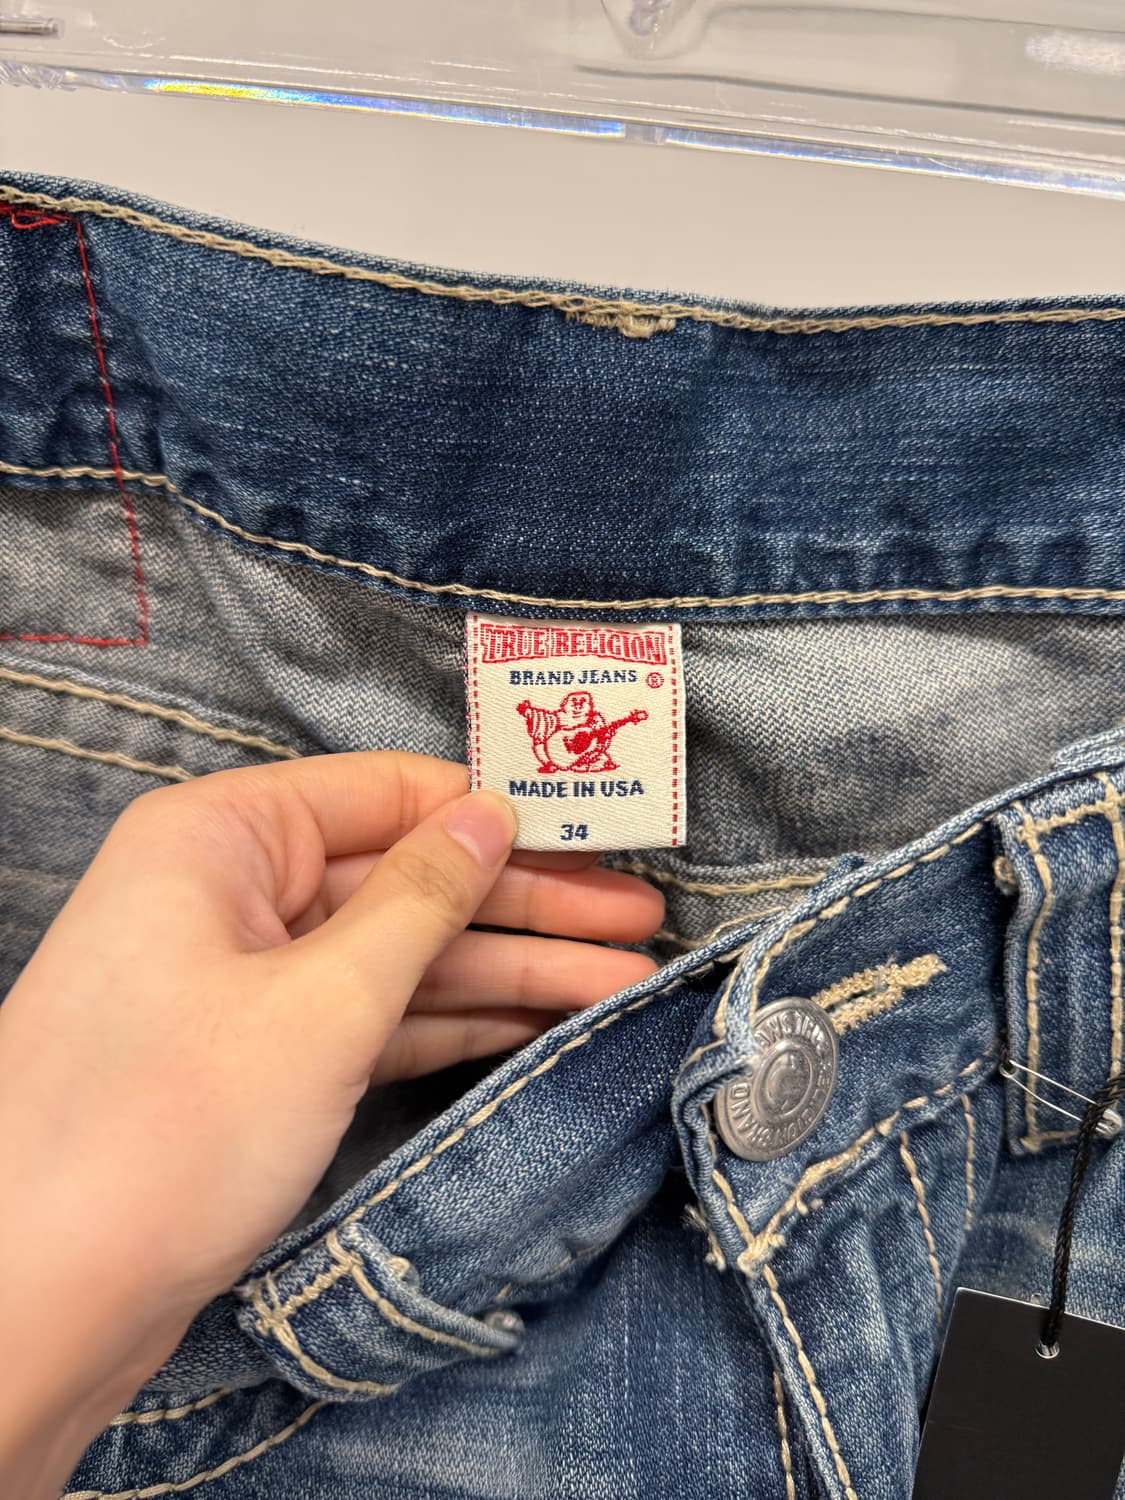 TRUE RELIGION
BRAND JEANS ®
MADE IN USA
34